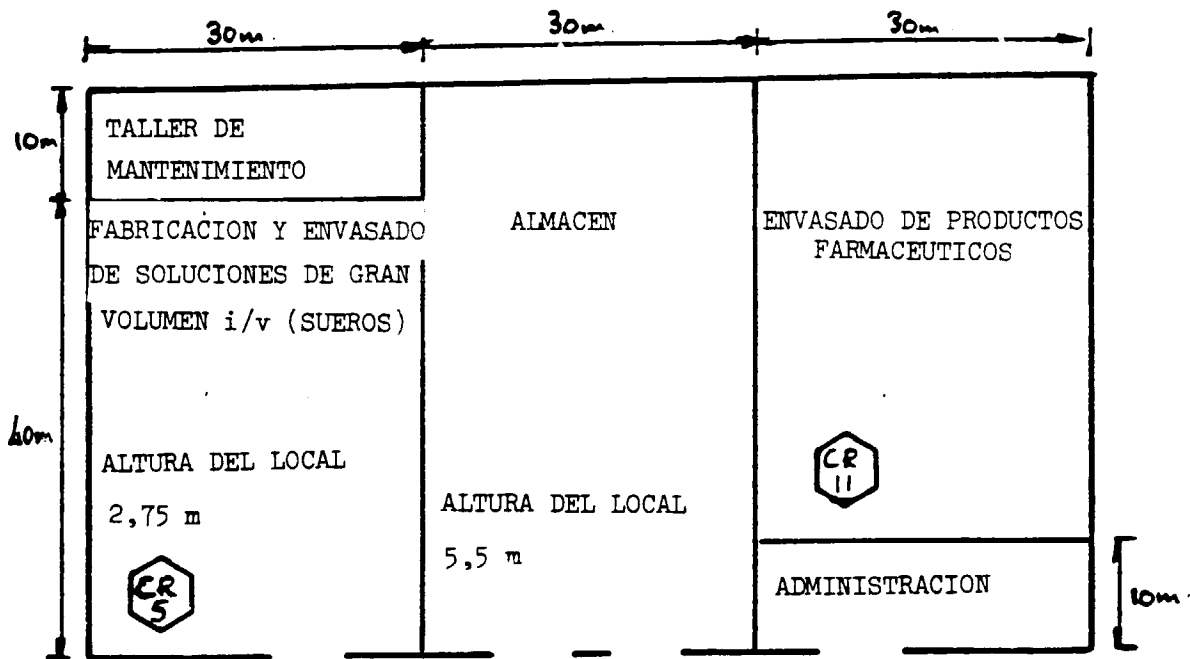 30m
30m
30m
10m
TALLER DE
MANTENIMIENTO
FABRICACION Y ENVASADO
DE SOLUCIONES DE GRAN
VOLUMEN i/v (SUEROS)
ALMACEN
ENVASADO DE PRODUCTOS
FARMACEUTICOS
40m
ALTURA DEL LOCAL
2,75 m
CR
5
ALTURA DEL LOCAL
5,5 m
CR
11
ADMINISTRACION
10m